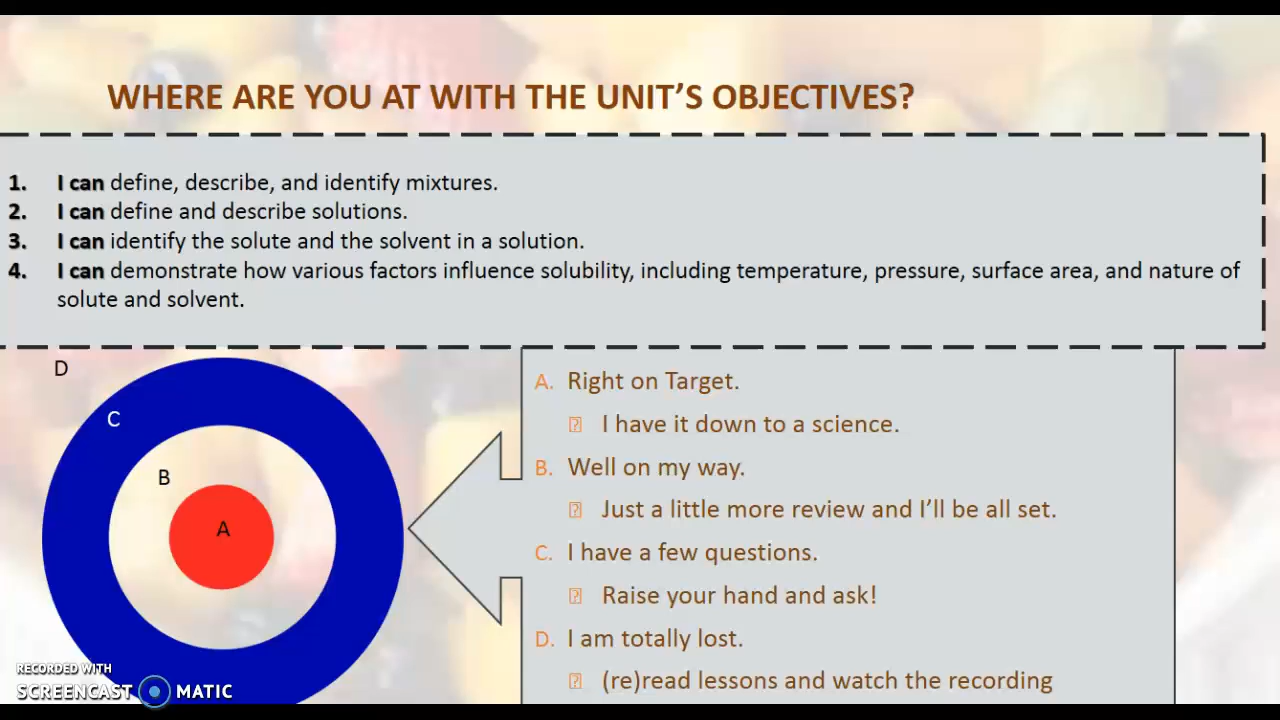 WHERE ARE YOU AT WITH THE UNIT'S OBJECTIVES?
1. I can define, describe, and identify mixtures.
2. I can define and describe solutions.
3. I can identify the solute and the solvent in a solution.
4. I can demonstrate how various factors influence solubility, including temperature, pressure, surface area, and nature of
solute and solvent.
D
C
B
A
A. Right on Target.
I have it down to a science.
B. Well on my way.
Just a little more review and I'll be all set.
C. I have a few questions.
Raise your hand and ask!
D. I am totally lost.
(re)read lessons and watch the recording
RECORDED WITH
SCREENCAST MATIC